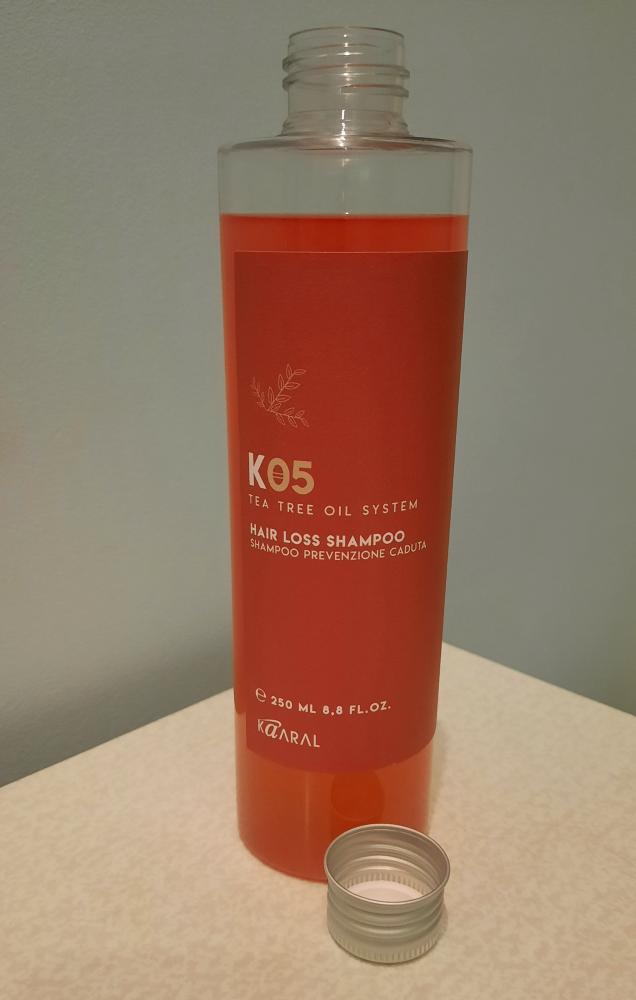 K05
TEA TREE OIL SYSTEM
HAIR LOSS SHAMPOO
SHAMPOO PREVENZIONE CADUTA
℮ 250 ML 8,8 FL.OZ.
KaARAL